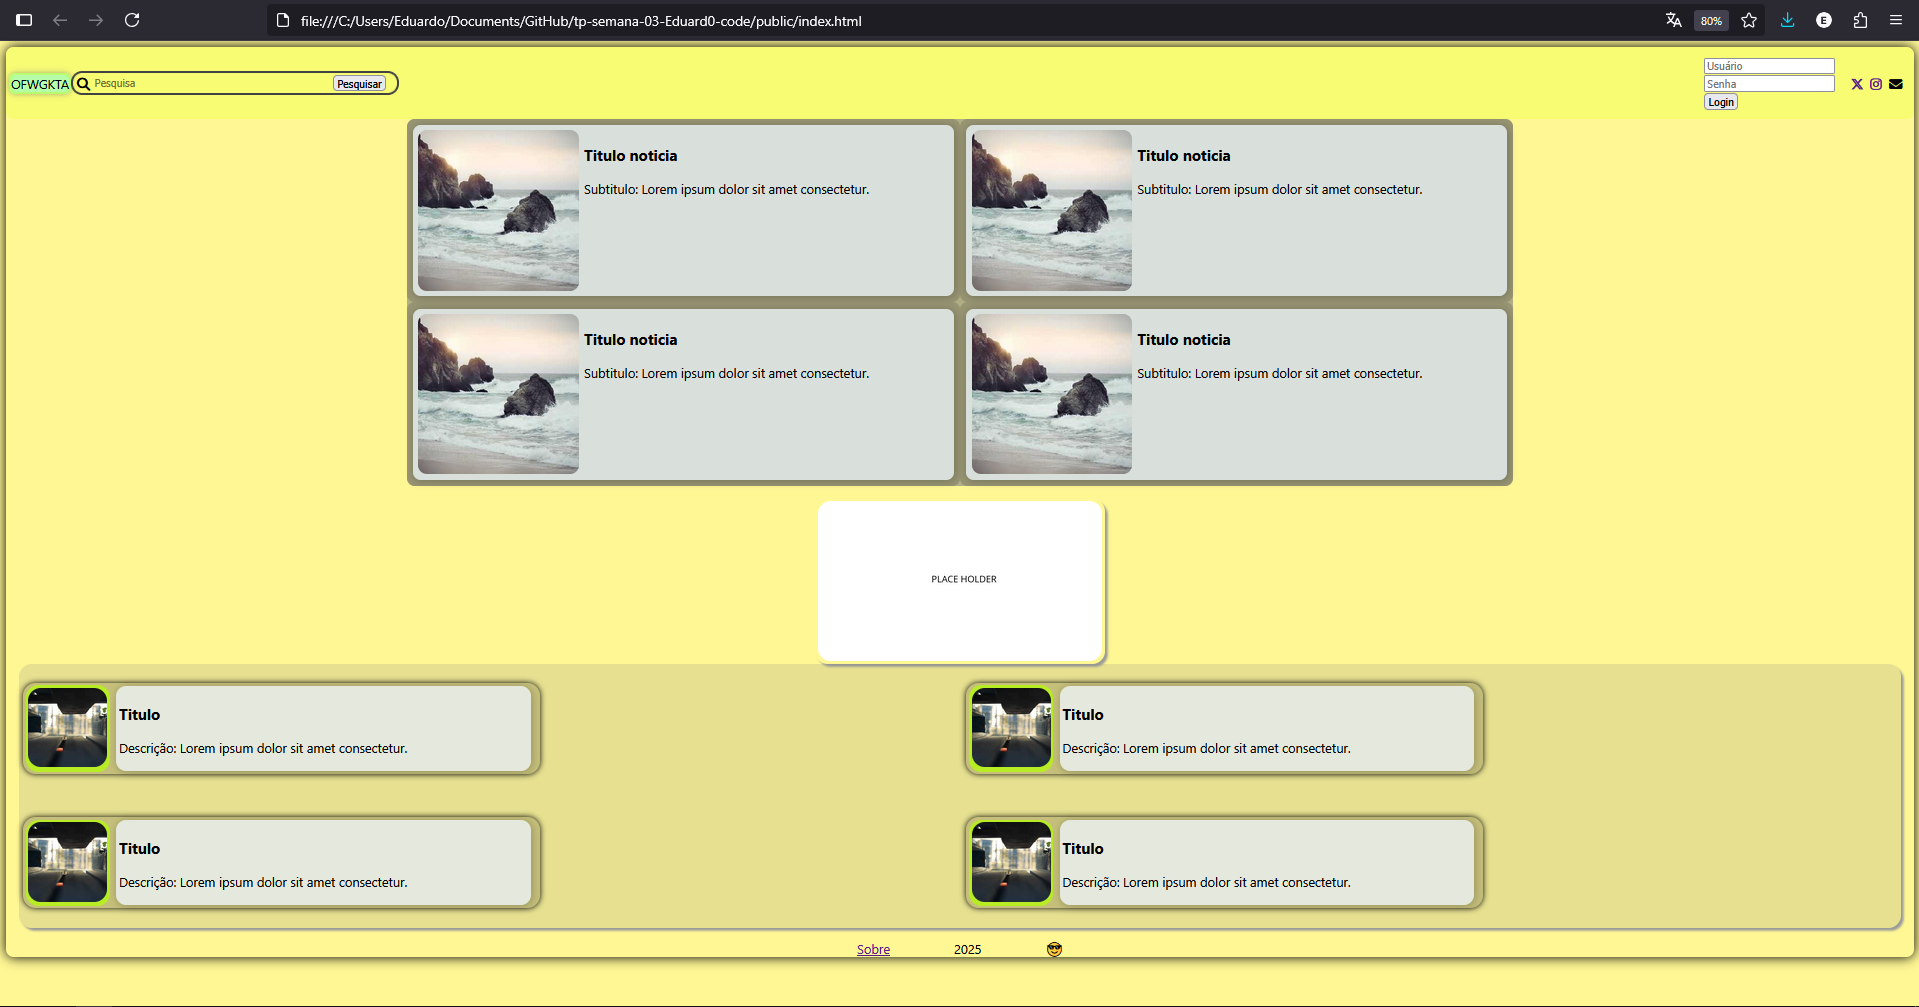 file:///C:/Users/Eduardo/Documents/GitHub/tp-semana-03-Eduard0-code/public/index.html
80%
E
OFWGKTA
Pesquisa
Pesquisar
Usuário
Senha
Login
Titulo noticia
Subtitulo: Lorem ipsum dolor sit amet consectetur.
Titulo noticia
Subtitulo: Lorem ipsum dolor sit amet consectetur.
Titulo noticia
Subtitulo: Lorem ipsum dolor sit amet consectetur.
Titulo noticia
Subtitulo: Lorem ipsum dolor sit amet consectetur.
PLACE HOLDER
Titulo
Descrição: Lorem ipsum dolor sit amet consectetur.
Titulo
Descrição: Lorem ipsum dolor sit amet consectetur.
Titulo
Descrição: Lorem ipsum dolor sit amet consectetur.
Titulo
Descrição: Lorem ipsum dolor sit amet consectetur.
Sobre 2025 😎